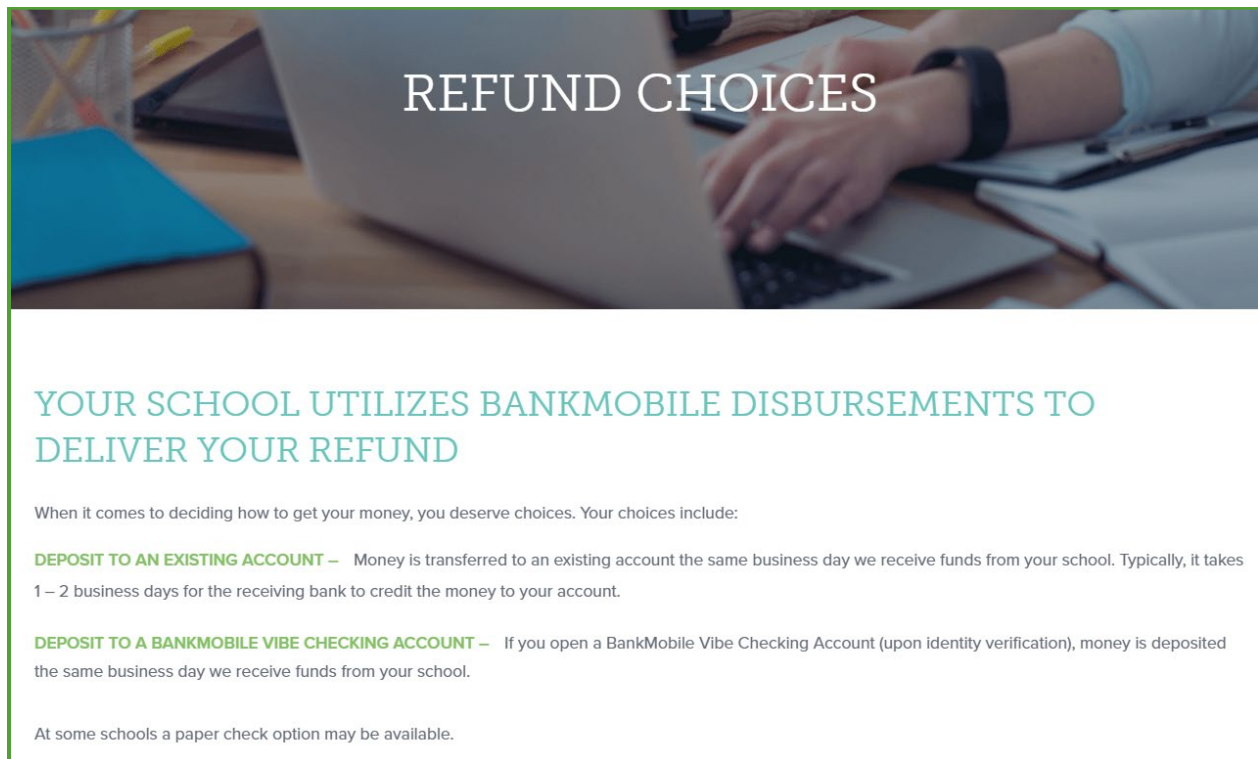 REFUND CHOICES
YOUR SCHOOL UTILIZES BANKMOBILE DISBURSEMENTS TO
DELIVER YOUR REFUND
When it comes to deciding how to get your money, you deserve choices. Your choices include:
DEPOSIT TO AN EXISTING ACCOUNT – Money is transferred to an existing account the same business day we receive funds from your school. Typically, it takes
1 – 2 business days for the receiving bank to credit the money to your account.
DEPOSIT TO A BANKMOBILE VIBE CHECKING ACCOUNT – If you open a BankMobile Vibe Checking Account (upon identity verification), money is deposited
the same business day we receive funds from your school.
At some schools a paper check option may be available.